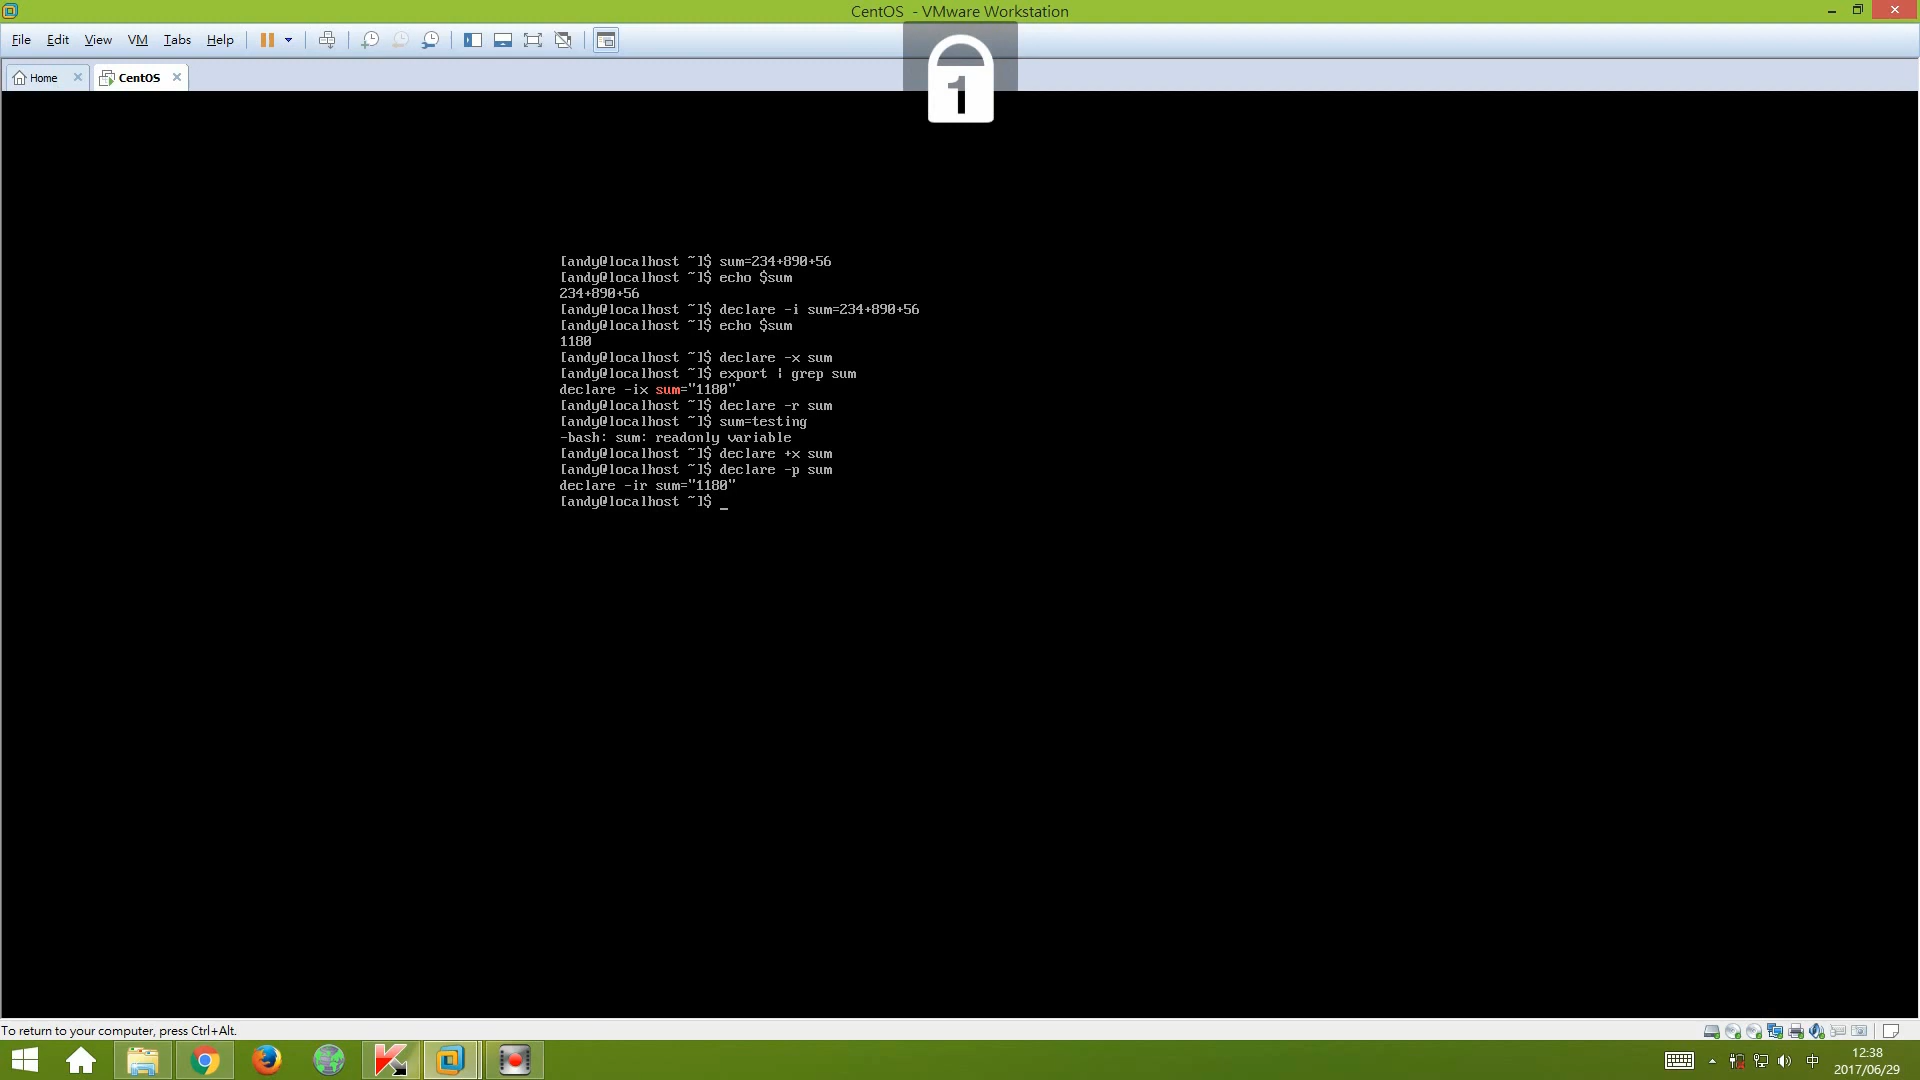 CentOS - VMware Workstation
File Edit View VM Tabs Help
1
Home CentOS
[andy@localhost ~]$ sum=234+890+56
[andy@localhost ~]$ echo $sum
234+890+56
[andy@localhost ~]$ declare -i sum=234+890+56
[andy@localhost ~]$ echo $sum
1180
[andy@localhost ~]$ declare -x sum
[andy@localhost ~]$ export | grep sum
declare -ix sum="1180"
[andy@localhost ~]$ declare -r sum
[andy@localhost ~]$ sum=testing
-bash: sum: readonly variable
[andy@localhost ~]$ declare +x sum
[andy@localhost ~]$ declare -p sum
declare -ir sum="1180"
[andy@localhost ~]$ _
To return to your computer, press Ctrl+Alt.
中
12:38
2017/06/29